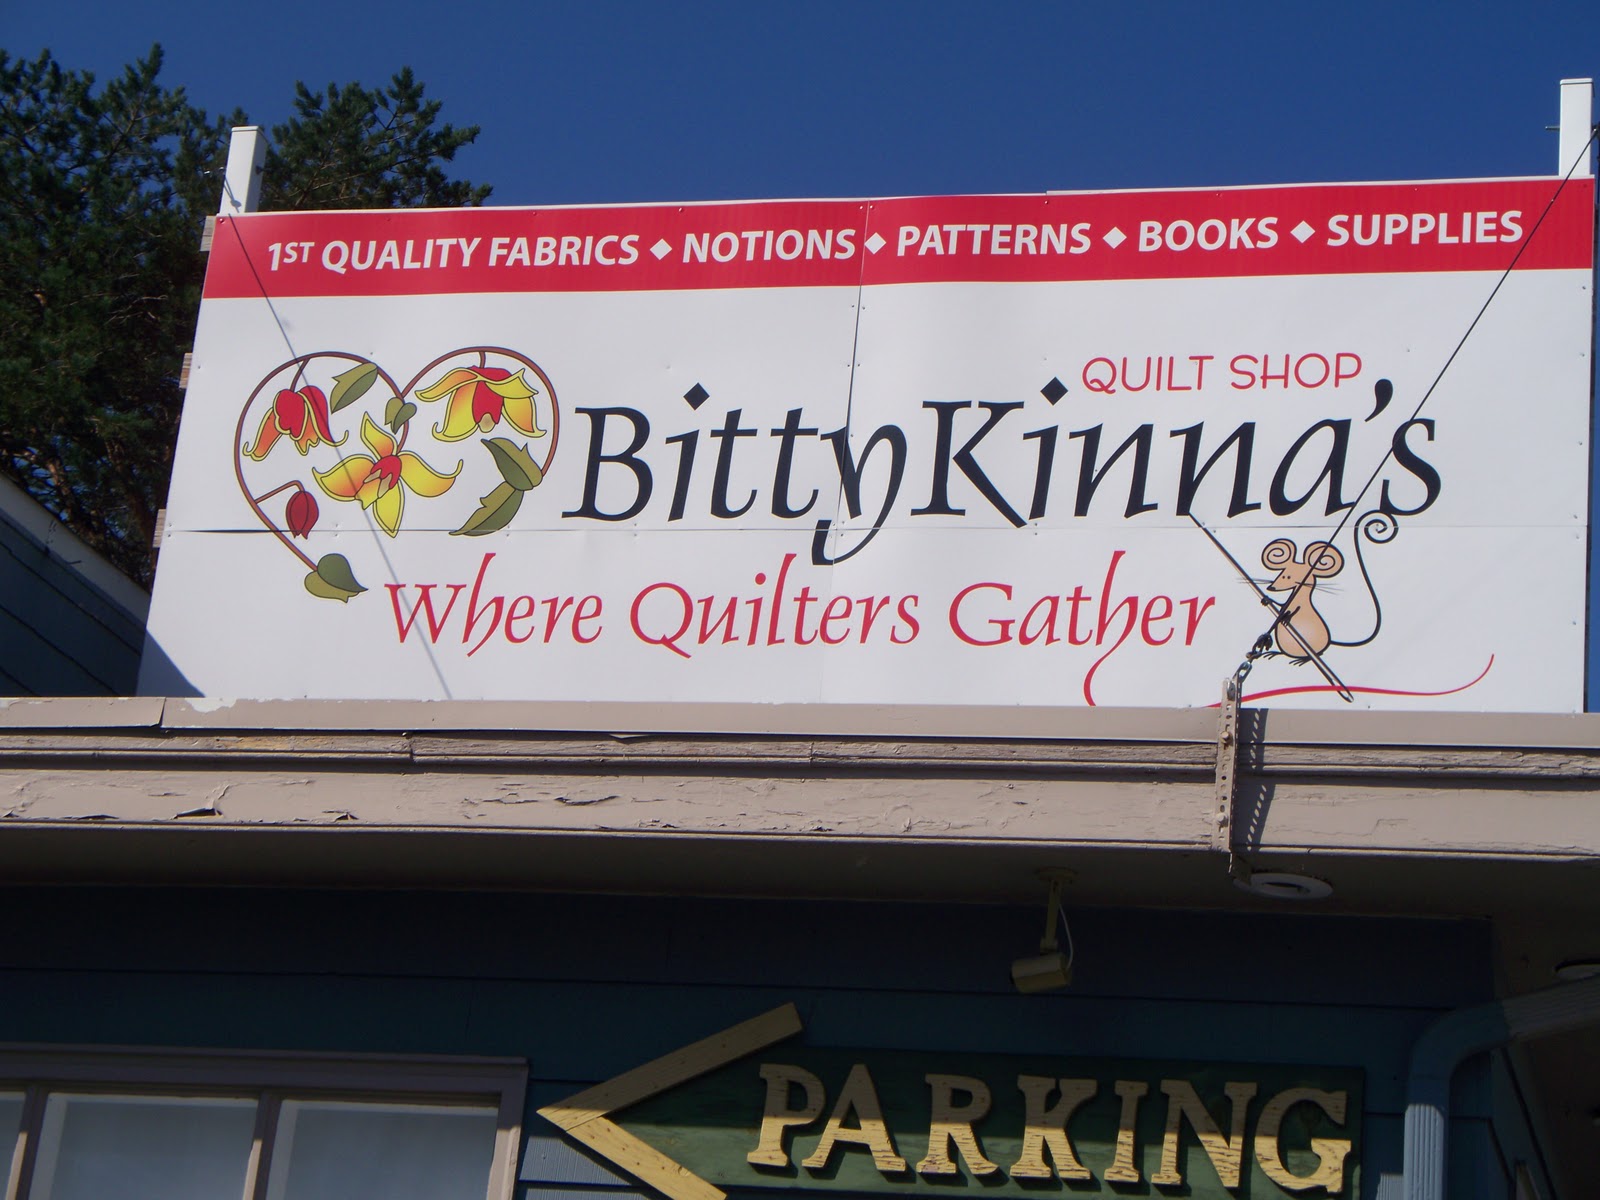 1ST QUALITY FABRICS ◆ NOTIONS ◆ PATTERNS ◆ BOOKS ◆ SUPPLIES
QUILT SHOP
BittyKinna's
Where Quilters Gather
PARKING